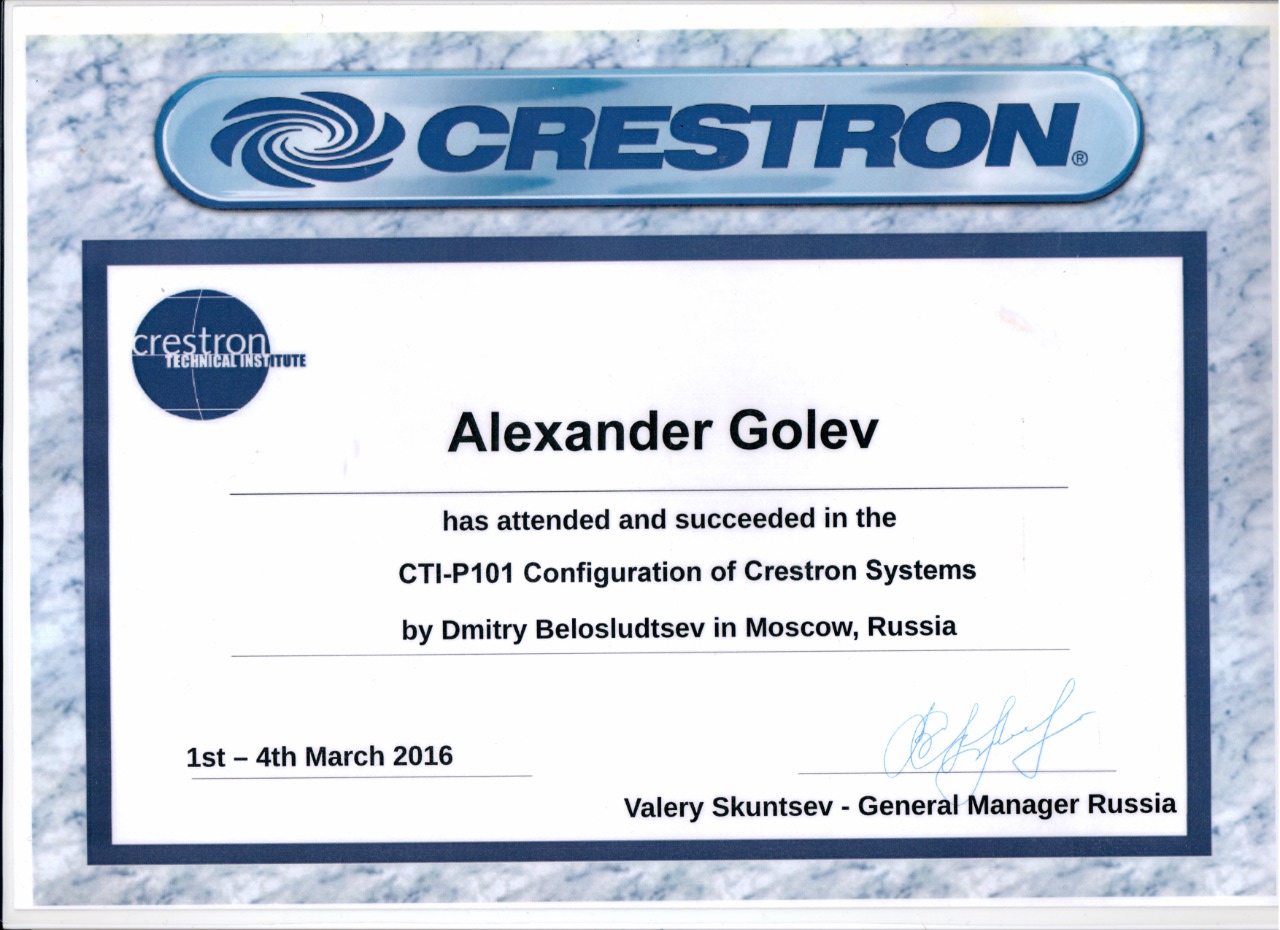 CRESTRON®
crestron
TECHNICAL INSTITUTE
Alexander Golev
has attended and succeeded in the
CTI-P101 Configuration of Crestron Systems
by Dmitry Belosludtsev in Moscow, Russia
1st – 4th March 2016
Valery Skuntsev - General Manager Russia